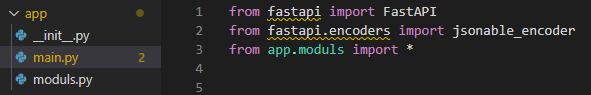 app
__init__.py
main.py 2
moduls.py
1 from fastapi import FastAPI
2 from fastapi.encoders import jsonable_encoder
3 from app.moduls import *
4
5